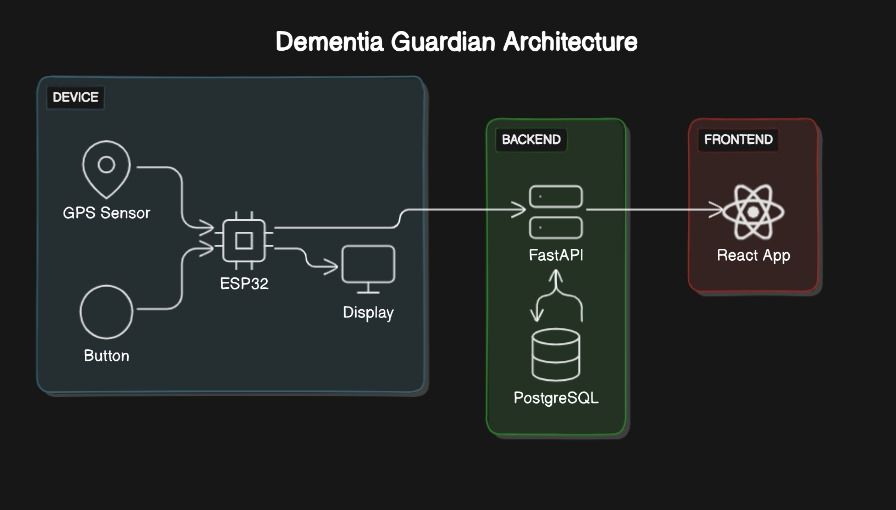 Dementia Guardian Architecture
DEVICE
GPS Sensor
ESP32
Display
Button
BACKEND
FastAPI
PostgreSQL
FRONTEND
React App